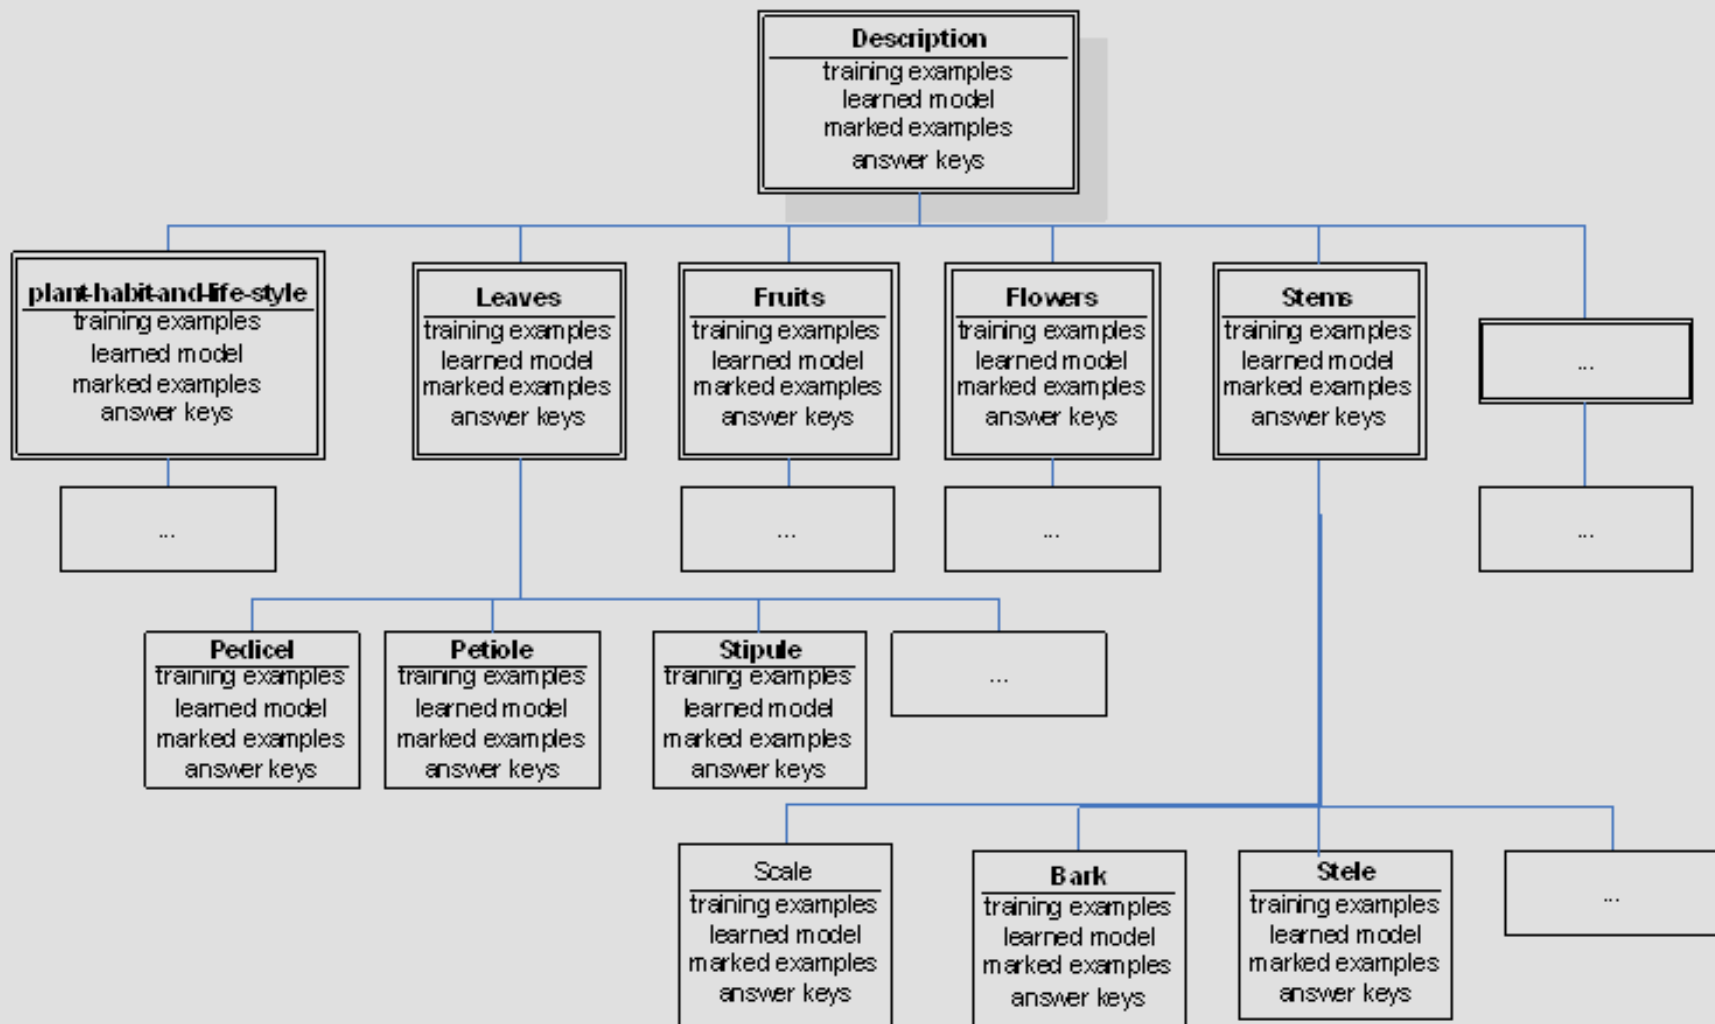 Description
training examples
learned model
marked examples
answer keys
plant-habit-and-life-style
training examples
learned model
marked examples
answer keys
Leaves
training examples
learned model
marked examples
answer keys
Fruits
training examples
learned model
marked examples
answer keys
Flowers
training examples
learned model
marked examples
answer keys
Stems
training examples
learned model
marked examples
answer keys
...
...
...
...
...
Pedicel
training examples
learned model
marked examples
answer keys
Petiole
training examples
learned model
marked examples
answer keys
Stipule
training examples
learned model
marked examples
answer keys
...
Scale
training examples
learned model
marked examples
answer keys
Bark
training examples
learned model
marked examples
answer keys
Stele
training examples
learned model
marked examples
answer keys
...